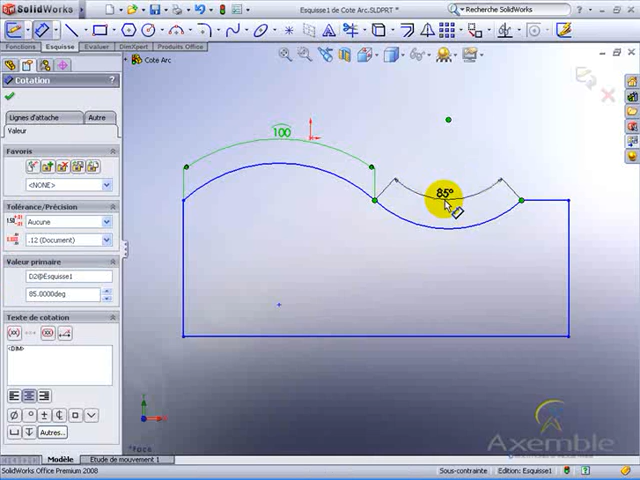 SolidWorks
Esquisse1 de Cote Arc.SLDPRT *
Recherche SolidWorks
Fonctions Esquisse Evaluer DimXpert Produits Office
Cote Arc
Cotation
Lignes d'attache Autre
Valeur
Favoris
<NONE>
Tolérance/Précision
Aucune
.12 (Document)
Valeur primaire
D2@Esquisse1
85.0000deg
Texte de cotation
<DIM>
Autres...
100
85°
Y
X
*Face
Axemble
Modèle Etude de mouvement 1
SolidWorks Office Premium 2008
Sous-contrainte Edition: Esquisse1